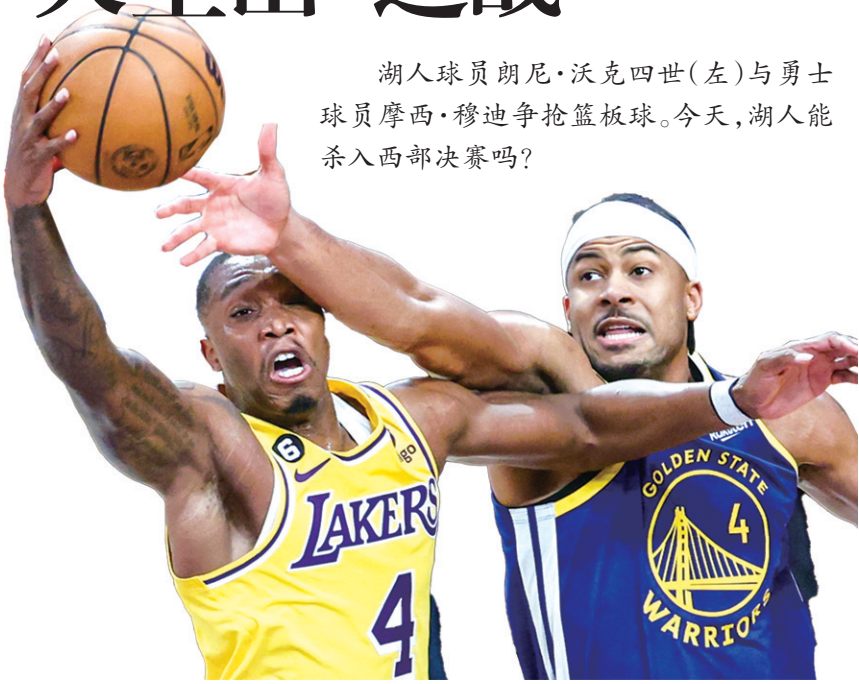 湖人球员朗尼·沃克四世(左)与勇士
球员摩西·穆迪争抢篮板球。今天,湖人能
杀入西部决赛吗?
6
go
LAKERS
4
Rakuten
GOLDEN STATE
4
WARRIORS